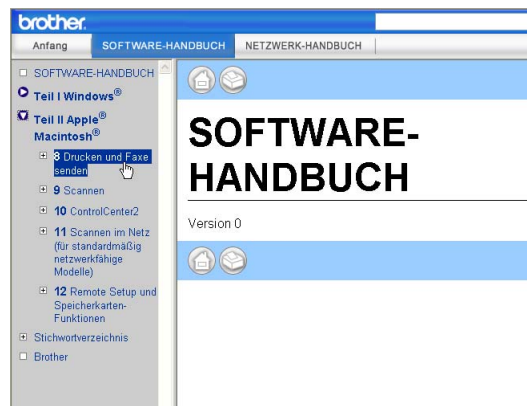 brother.
Anfang SOFTWARE-HANDBUCH NETZWERK-HANDBUCH
SOFTWARE-HANDBUCH
Teil I Windows®
Teil II Apple
Macintosh®
8 Drucken und Faxe
senden
9 Scannen
10 ControlCenter2
11 Scannen im Netz
(für standardmäßig
netzwerkfähige
Modelle)
12 Remote Setup und
Speicherkarten-
Funktionen
Stichwortverzeichnis
Brother
SOFTWARE-
HANDBUCH
Version 0